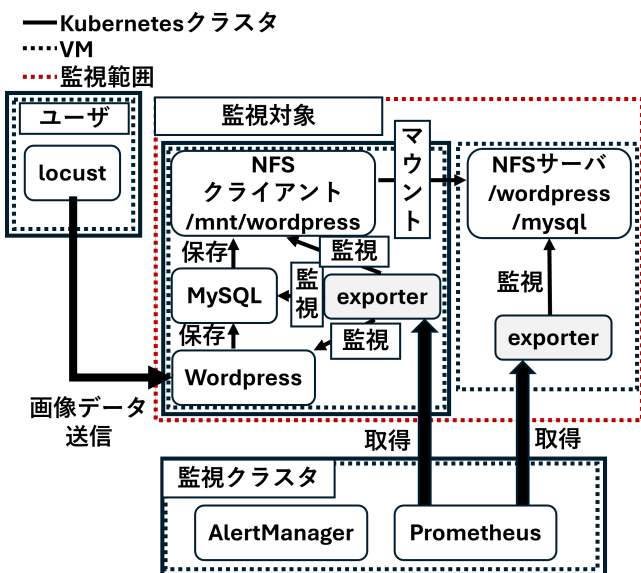 Kubernetesクラスタ
VM
監視範囲
ユーザ
locust
監視対象
NFS
クライアント
/mnt/wordpress
マウント
NFSサーバ
/wordpress
/mysql
保存
監視
MySQL
監視
exporter
監視
保存
監視
exporter
Wordpress
画像データ
送信
取得
取得
監視クラスタ
AlertManager
Prometheus